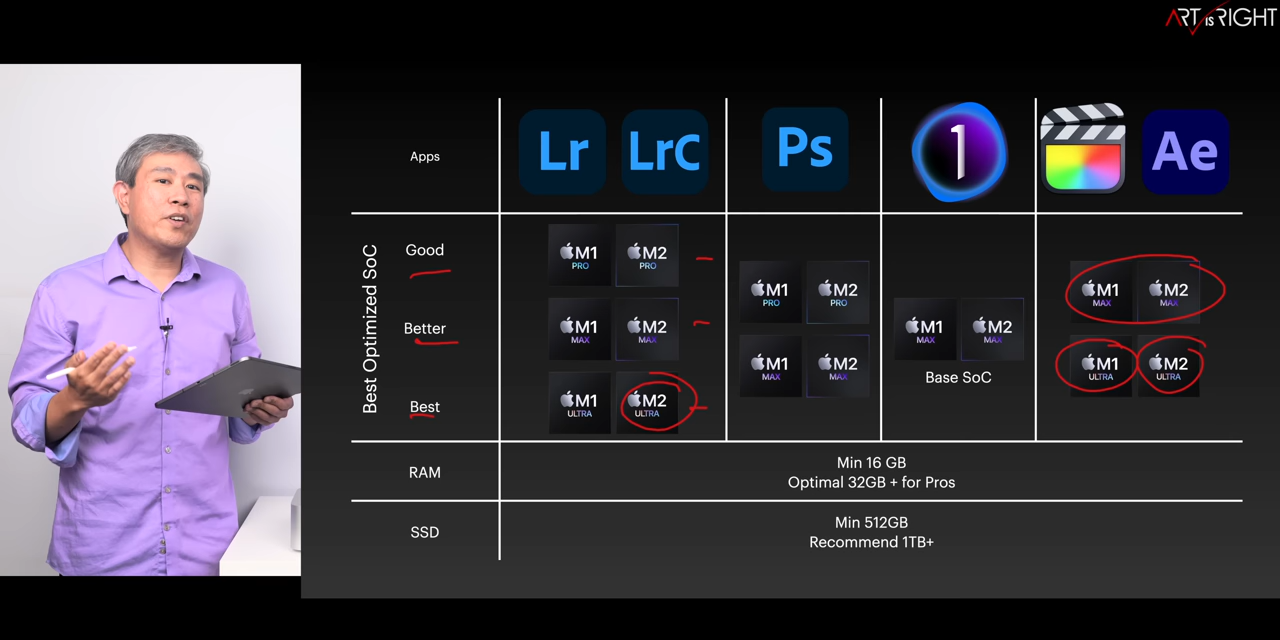 ART IS RIGHT
Apps
Lr
LrC
Ps
1
Ae
Best Optimized SoC
Good
M1 PRO
M2 PRO
Better
M1 MAX
M2 MAX
Best
M1 ULTRA
M2 ULTRA
M1 PRO
M2 PRO
M1 MAX
M2 MAX
M1 MAX
M2 MAX
Base SoC
M1 MAX
M2 MAX
M1 ULTRA
M2 ULTRA
RAM
Min 16 GB
Optimal 32GB + for Pros
SSD
Min 512GB
Recommend 1TB+